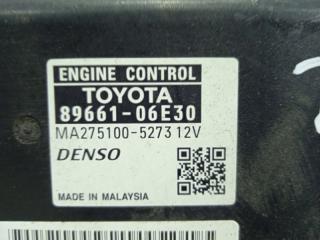 ENGINE CONTROL
TOYOTA
89661-06E30
MA275100-5273 12V
DENSO
MADE IN MALAYSIA